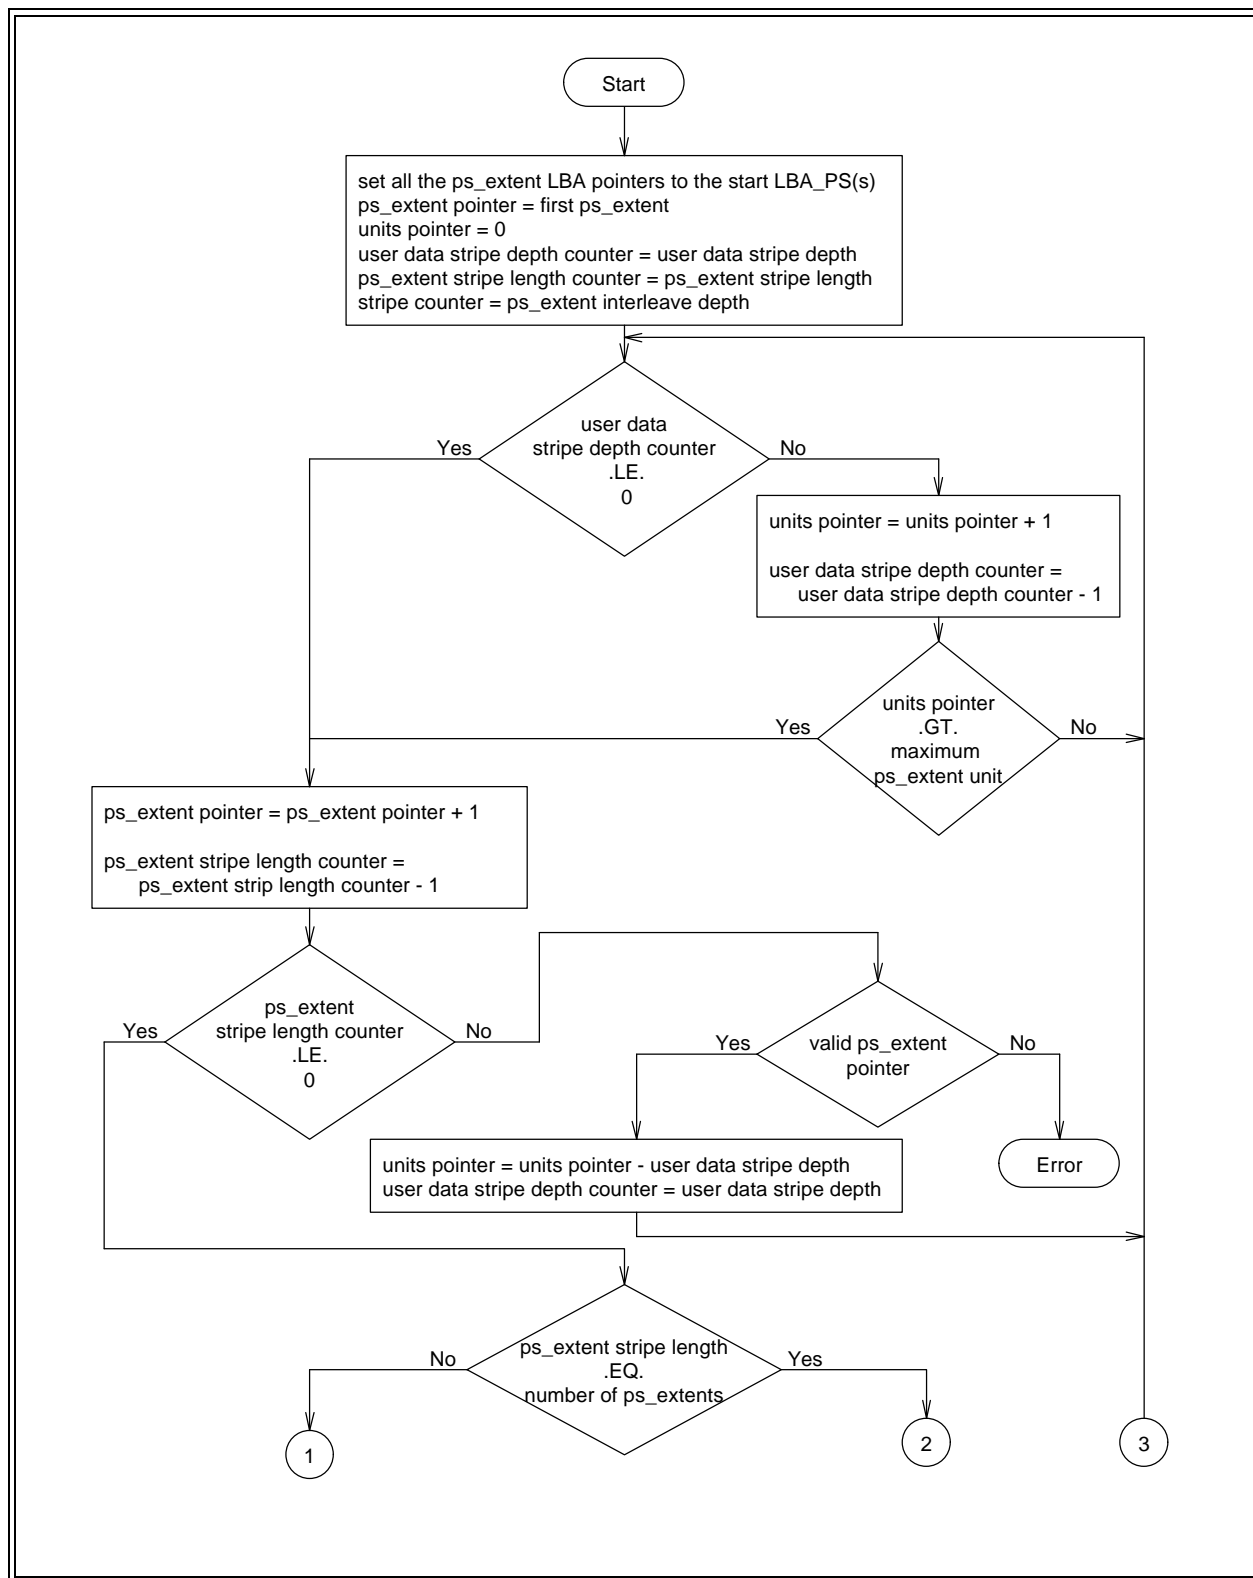 Start
set all the ps_extent LBA pointers to the start LBA_PS(s)
ps_extent pointer = first ps_extent
units pointer = 0
user data stripe depth counter = user data stripe depth
ps_extent stripe length counter = ps_extent stripe length
stripe counter = ps_extent interleave depth
user data
stripe depth counter
.LE.
0
Yes
No
units pointer = units pointer + 1
user data stripe depth counter =
user data stripe depth counter - 1
units pointer
.GT.
maximum
ps_extent unit
Yes
No
ps_extent pointer = ps_extent pointer + 1
ps_extent stripe length counter =
ps_extent strip length counter - 1
ps_extent
stripe length counter
.LE.
0
Yes
No
valid ps_extent
pointer
Yes
No
units pointer = units pointer - user data stripe depth
user data stripe depth counter = user data stripe depth
Error
ps_extent stripe length
.EQ.
number of ps_extents
No
Yes
1
2
3